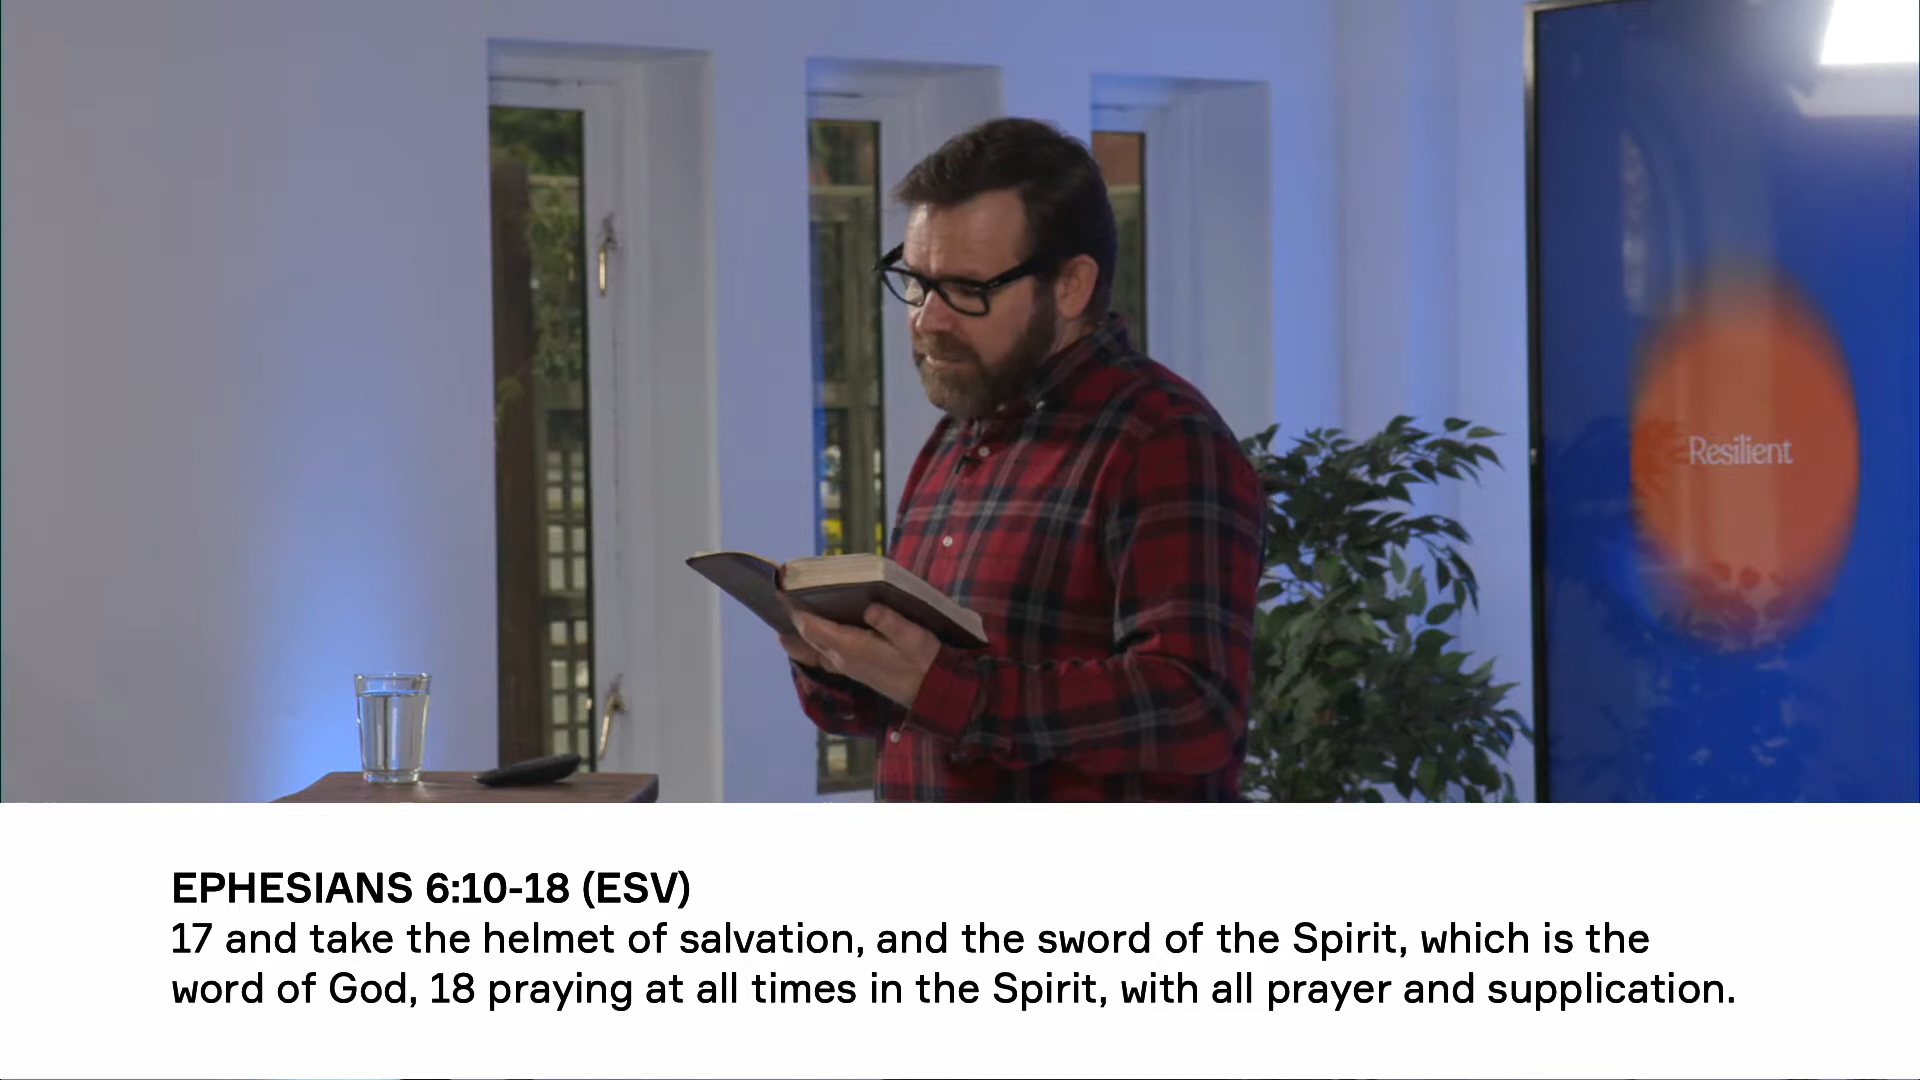 Resilient
EPHESIANS 6:10-18 (ESV)
17 and take the helmet of salvation, and the sword of the Spirit, which is the
word of God, 18 praying at all times in the Spirit, with all prayer and supplication.